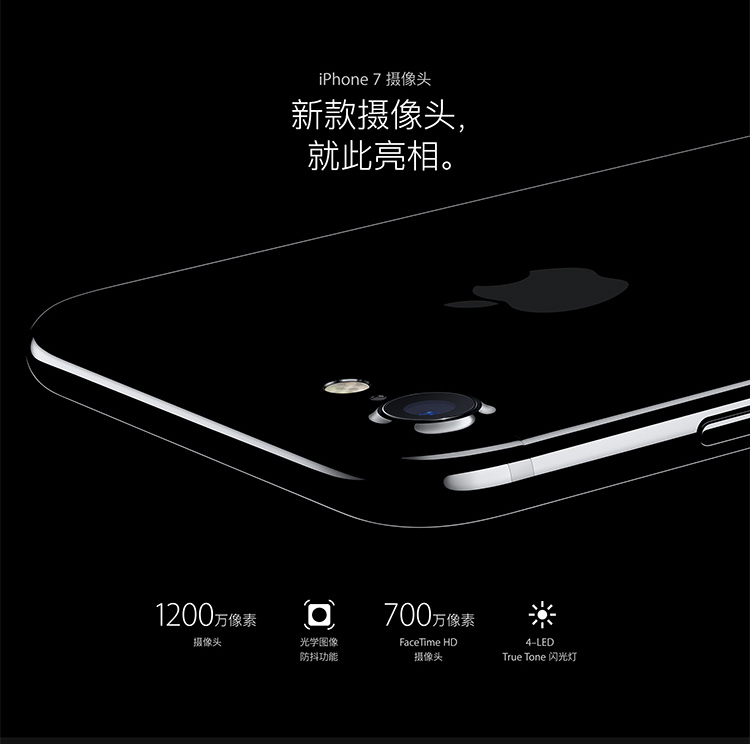 iPhone 7 摄像头
新款摄像头，
就此亮相。
1200万像素
摄像头
光学图像
防抖功能
700万像素
FaceTime HD
摄像头
4-LED
True Tone 闪光灯